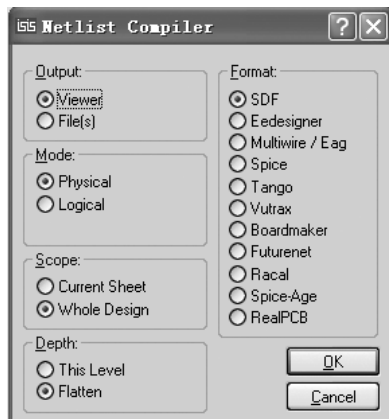 isis Netlist Compiler
Output:
Viewer
File(s)
Mode:
Physical
Logical
Scope:
Current Sheet
Whole Design
Depth:
This Level
Flatten
Format:
SDF
Eedesigner
Multiwire / Eag
Spice
Tango
Vutrax
Boardmaker
Futurenet
Racal
Spice-Age
RealPCB
OK
Cancel